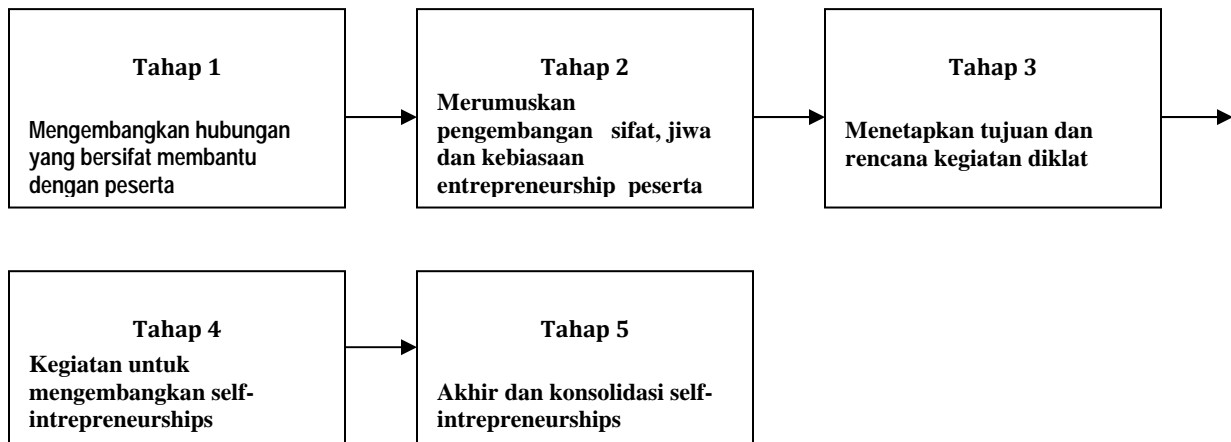 Tahap 1
Mengembangkan hubungan
yang bersifat membantu
dengan peserta
Tahap 2
Merumuskan
pengembangan sifat, jiwa
dan kebiasaan
entrepreneurship peserta
Tahap 3
Menetapkan tujuan dan
rencana kegiatan diklat
Tahap 4
Kegiatan untuk
mengembangkan self-
intrepreneurships
Tahap 5
Akhir dan konsolidasi self-
intrepreneurships